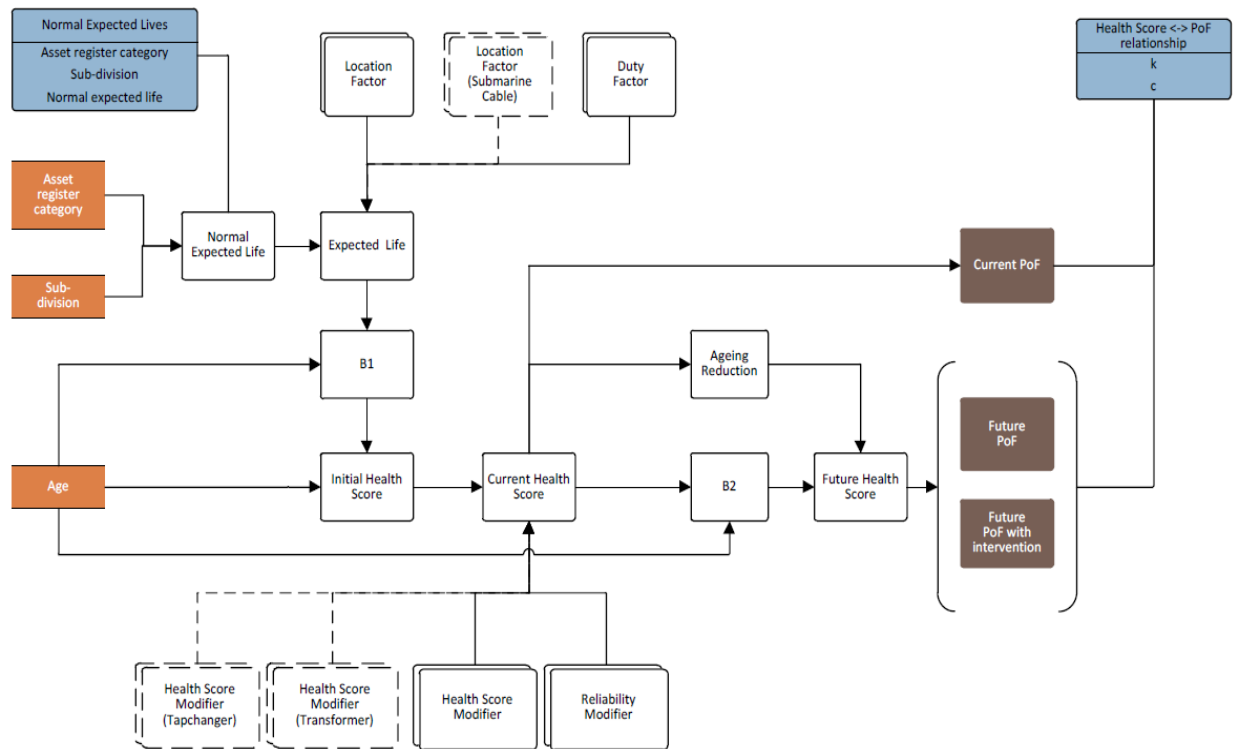 Normal Expected Lives
Asset register category
Sub-division
Normal expected life
Location
Factor
Location
Factor
(Submarine
Cable)
Duty
Factor
Health Score <-> PoF
relationship
k
c
Asset
register
category
Sub-
division
Normal
Expected Life
Expected Life
Current PoF
B1
Ageing
Reduction
Age
Initial Health
Score
Current Health
Score
B2
Future Health
Score
Future
PoF
Future
PoF with
intervention
Health Score
Modifier
(Tapchanger)
Health Score
Modifier
(Transformer)
Health Score
Modifier
Reliability
Modifier